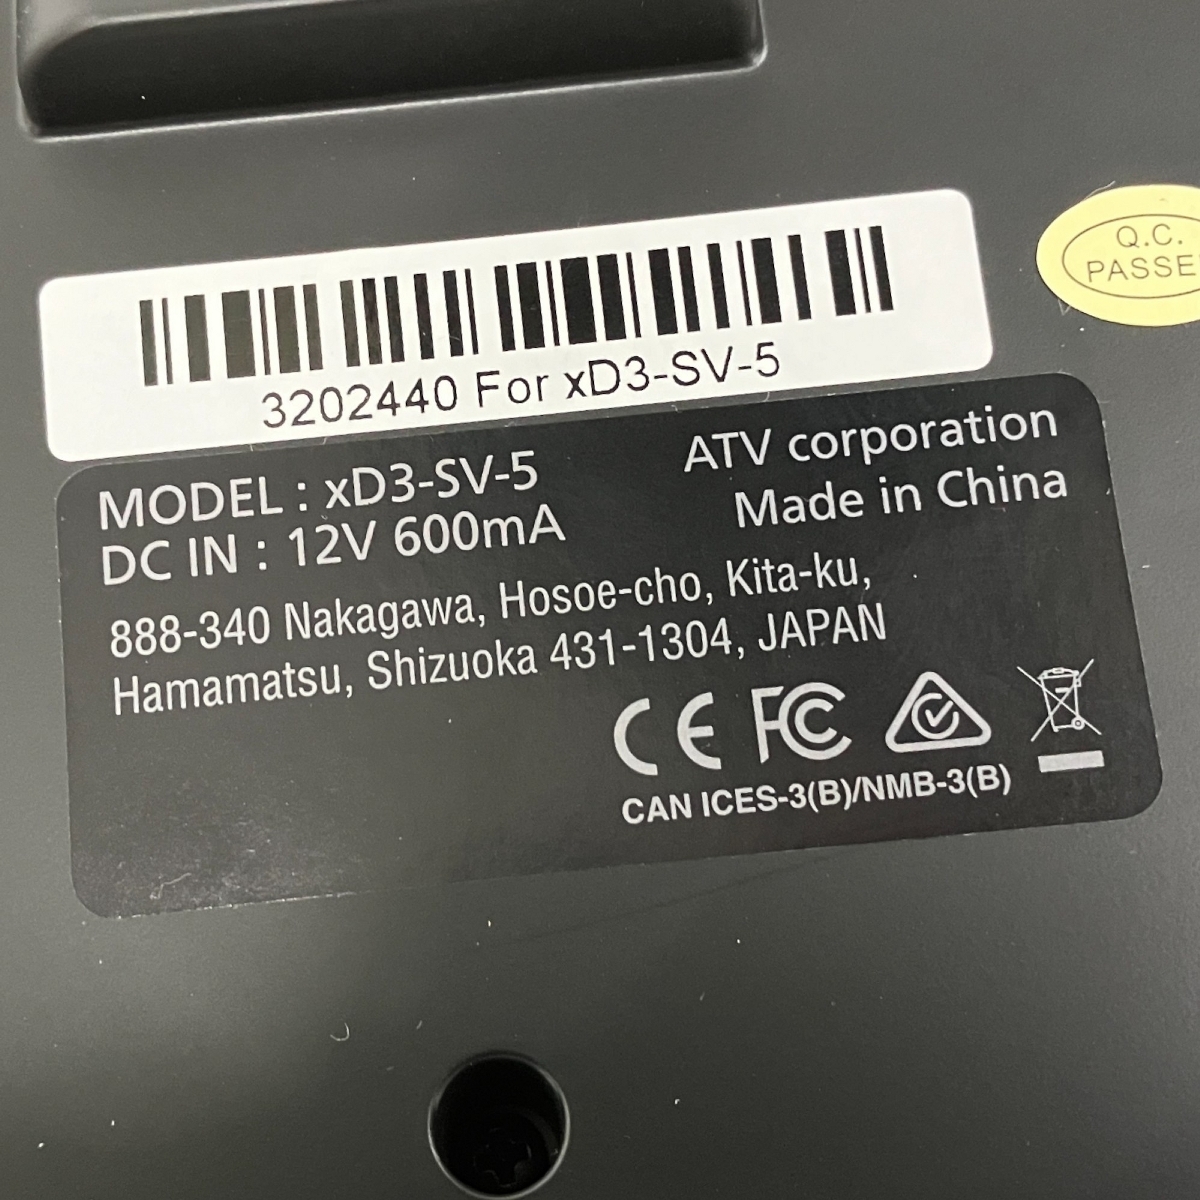 Q.C.
PASSE
3202440 For xD3-SV-5
MODEL : xD3-SV-5
DC IN : 12V 600mA
ATV corporation
Made in China
888-340 Nakagawa, Hosoe-cho, Kita-ku,
Hamamatsu, Shizuoka 431-1304, JAPAN
CE FC
CAN ICES-3(B)/NMB-3(B)